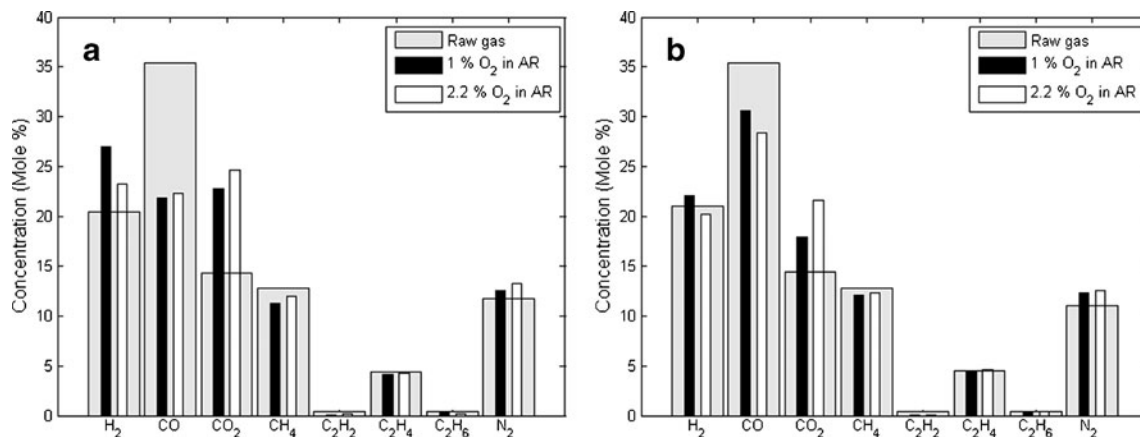 a
Concentration (Mole %)
40
35
30
25
20
15
10
5
0
Raw gas
1 % O₂ in AR
2.2 % O₂ in AR
H₂ CO CO₂ CH₄ C₂H₂ C₂H₄ C₂H₆ N₂
b
Concentration (Mole %)
40
35
30
25
20
15
10
5
0
Raw gas
1 % O₂ in AR
2.2 % O₂ in AR
H₂ CO CO₂ CH₄ C₂H₂ C₂H₄ C₂H₆ N₂